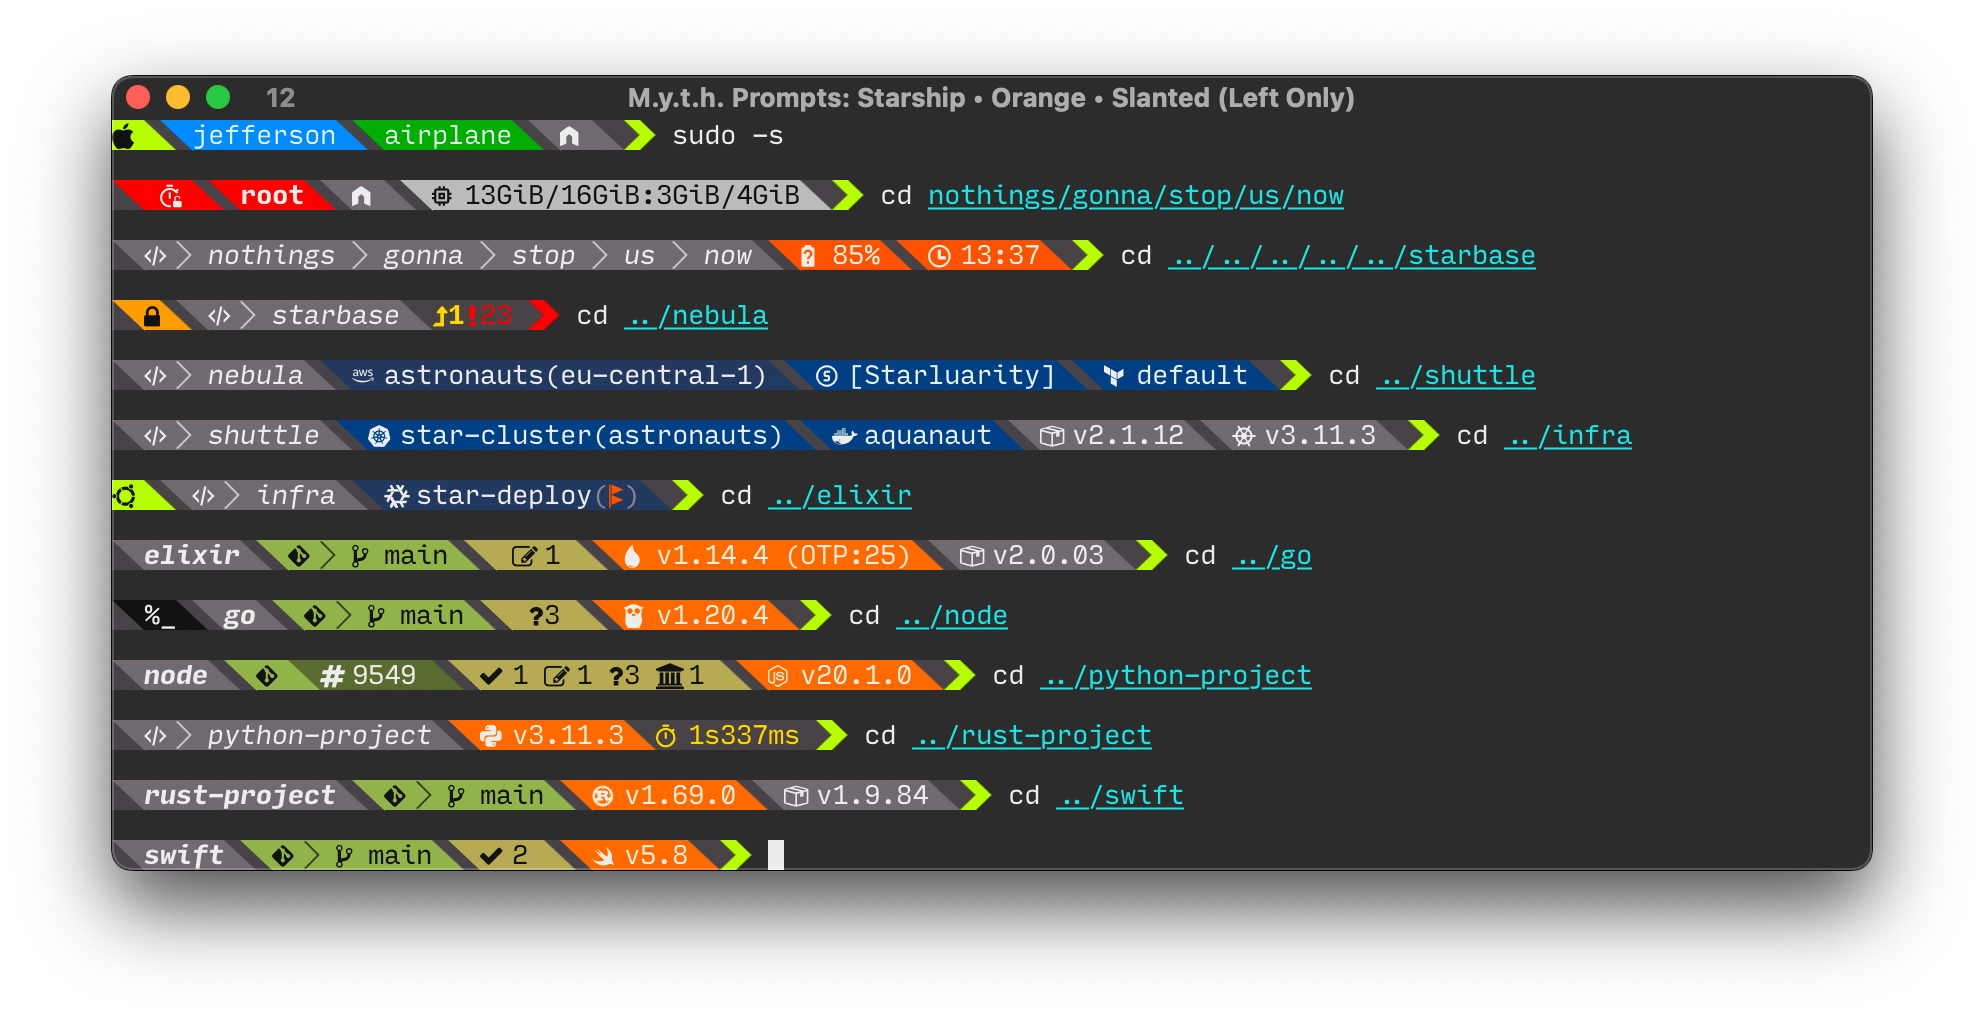 12 M.y.t.h. Prompts: Starship • Orange • Slanted (Left Only)
jefferson airplane sudo -s
root 13GiB/16GiB:3GiB/4GiB cd nothings/gonna/stop/us/now
</> nothings gonna stop us now 85% 13:37 cd ../../../../../starbase
</> starbase 1!23 cd ../nebula
</> nebula aws astronauts(eu-central-1) S [Starluarity] default cd ../shuttle
</> shuttle star-cluster(astronauts) aquanaut v2.1.12 v3.11.3 cd ../infra
</> infra star-deploy() cd ../elixir
elixir main 1 v1.14.4 (OTP:25) v2.0.03 cd ../go
%_ go main ?3 v1.20.4 cd ../node
node # 9549 1 1 ?3 1 JS v20.1.0 cd ../python-project
</> python-project v3.11.3 1s337ms cd ../rust-project
rust-project main R v1.69.0 v1.9.84 cd ../swift
swift main 2 v5.8